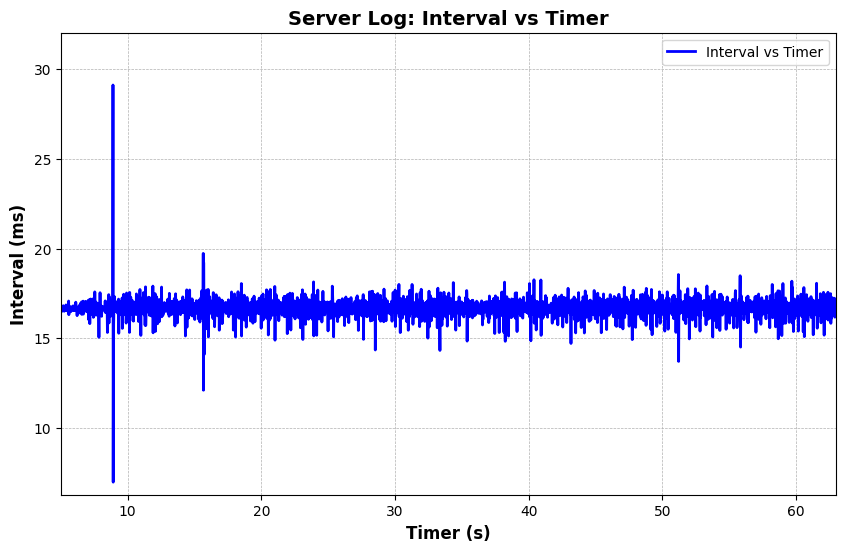 Server Log: Interval vs Timer
Interval vs Timer
30
25
20
15
10
Interval (ms)
10 20 30 40 50 60
Timer (s)